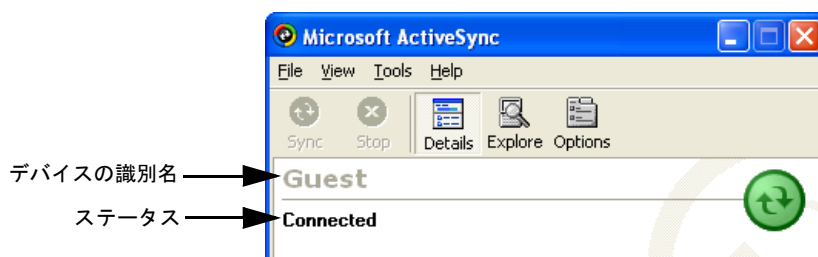 Microsoft ActiveSync
File View Tools Help
Sync Stop Details Explore Options
デバイスの識別名
Guest
ステータス
Connected